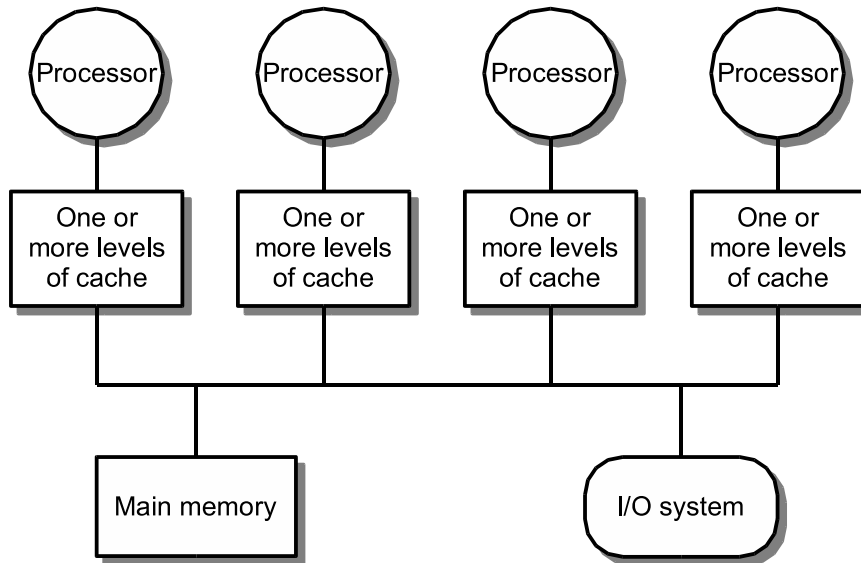 Processor
Processor
Processor
Processor
One or
more levels
of cache
One or
more levels
of cache
One or
more levels
of cache
One or
more levels
of cache
Main memory
I/O system